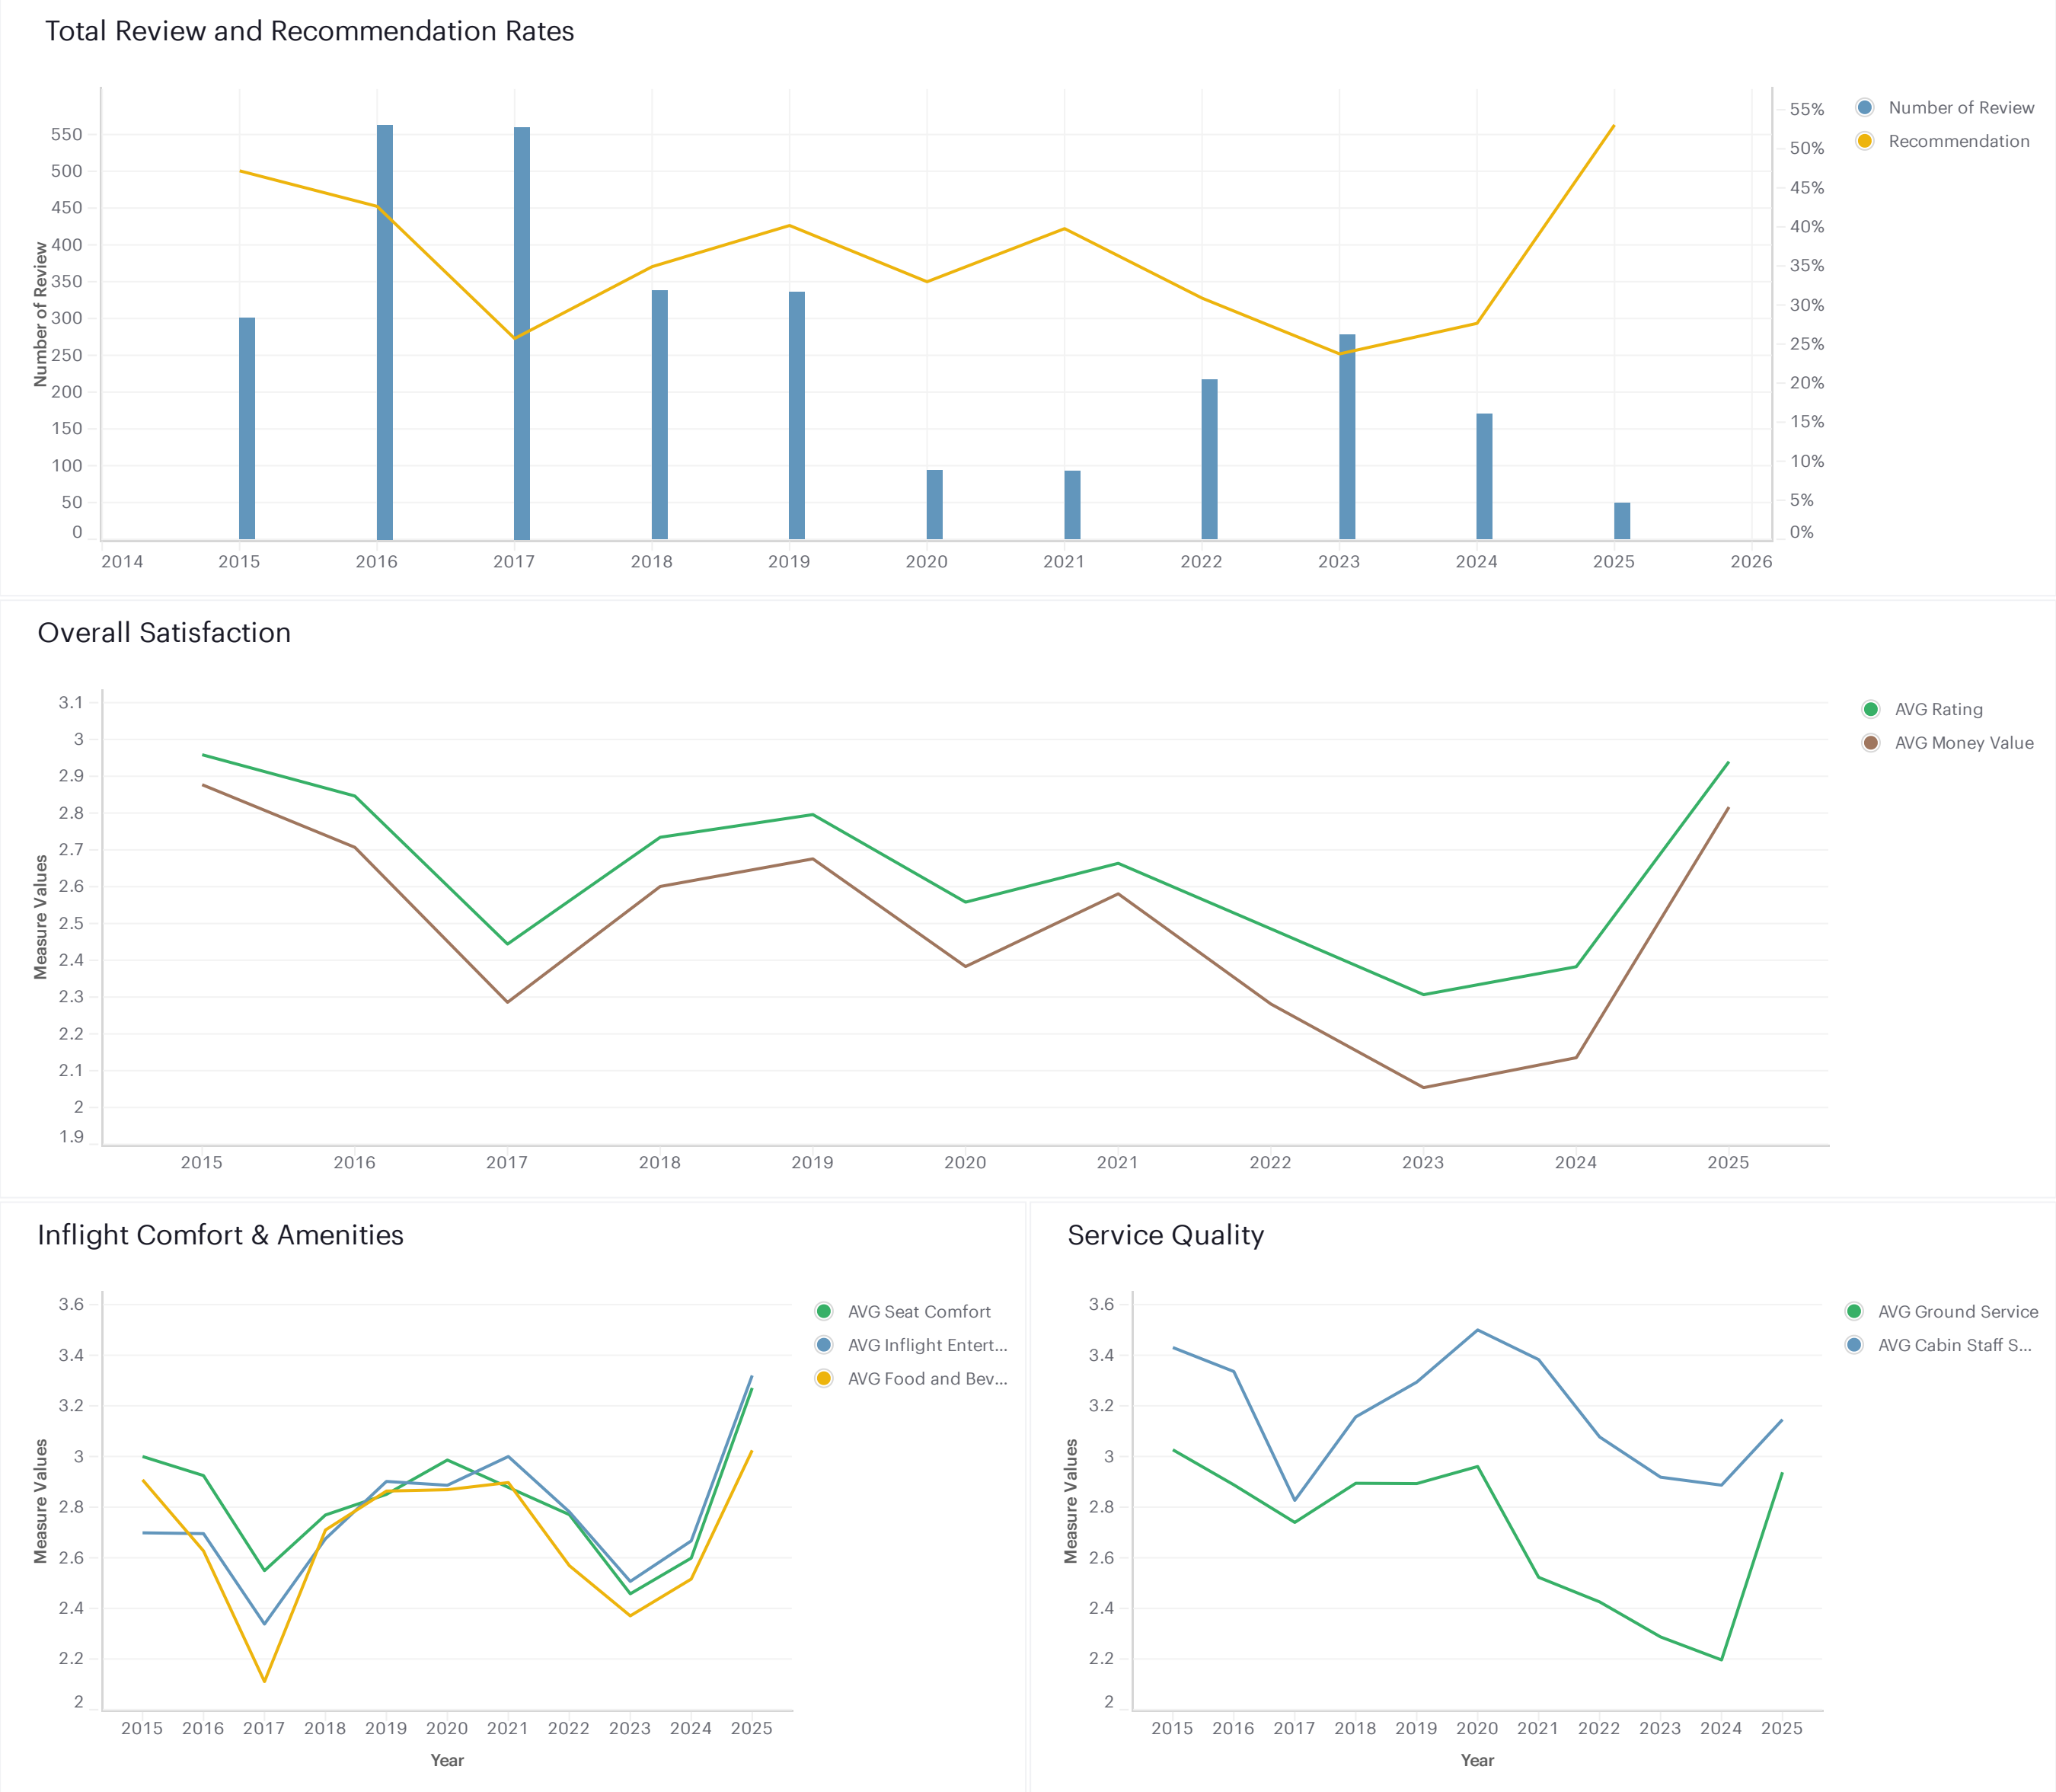 Total Review and Recommendation Rates
Number of Review
550
500
450
400
350
300
250
200
150
100
50
0
55%
50%
45%
40%
35%
30%
25%
20%
15%
10%
5%
0%
2014 2015 2016 2017 2018 2019 2020 2021 2022 2023 2024 2025 2026
Number of Review
Recommendation
Overall Satisfaction
Measure Values
3.1
3
2.9
2.8
2.7
2.6
2.5
2.4
2.3
2.2
2.1
2
1.9
2015 2016 2017 2018 2019 2020 2021 2022 2023 2024 2025
AVG Rating
AVG Money Value
Inflight Comfort & Amenities
Measure Values
3.6
3.4
3.2
3
2.8
2.6
2.4
2.2
2
2015 2016 2017 2018 2019 2020 2021 2022 2023 2024 2025
Year
AVG Seat Comfort
AVG Inflight Entert...
AVG Food and Bev...
Service Quality
Measure Values
3.6
3.4
3.2
3
2.8
2.6
2.4
2.2
2
2015 2016 2017 2018 2019 2020 2021 2022 2023 2024 2025
Year
AVG Ground Service
AVG Cabin Staff S...